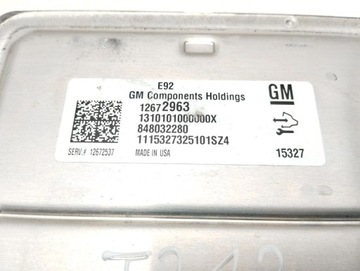 E92
GM Components Holdings
GM
12672963
1310101000000X
848032280
1115327325101SZ4
SERV.# 12672537
MADE IN USA
15327